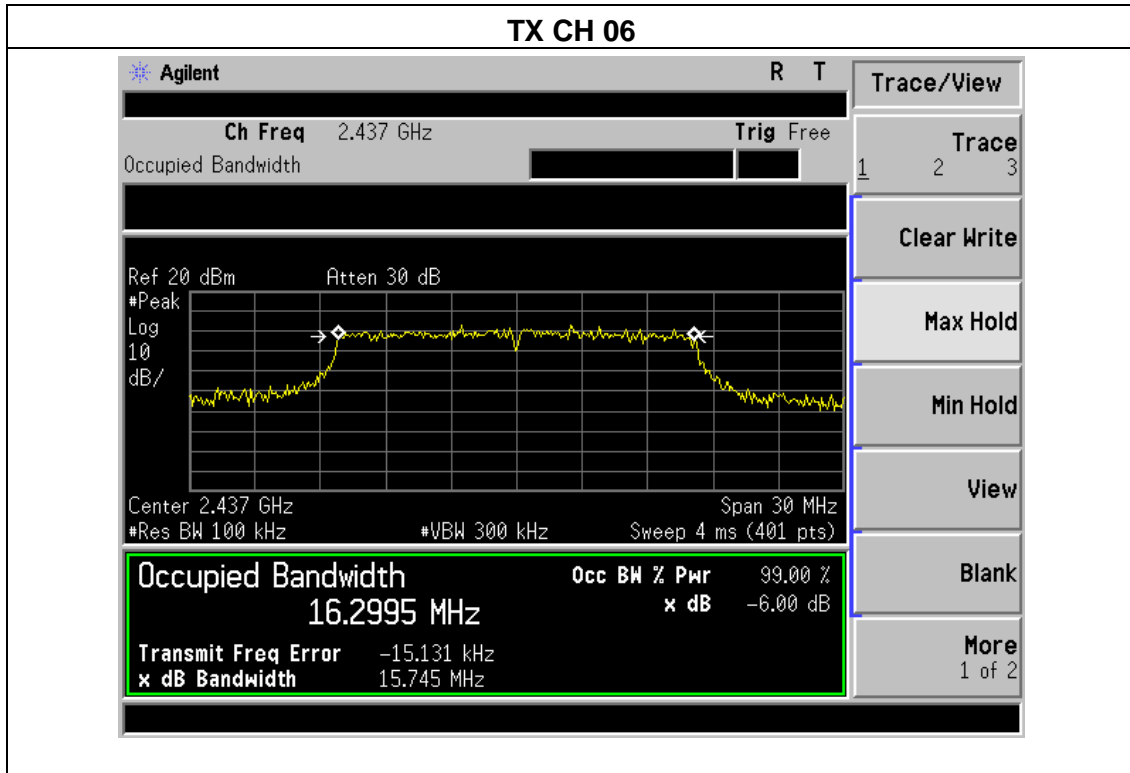 TX CH 06
Agilent R T
Ch Freq 2.437 GHz Trig Free
Occupied Bandwidth
Ref 20 dBm Atten 30 dB
#Peak
Log
10
dB/
Center 2.437 GHz Span 30 MHz
#Res BW 100 kHz #VBW 300 kHz Sweep 4 ms (401 pts)
Occupied Bandwidth Occ BW % Pwr 99.00 %
16.2995 MHz x dB -6.00 dB
Transmit Freq Error -15.131 kHz
x dB Bandwidth 15.745 MHz
Trace/View
Trace
1 2 3
Clear Write
Max Hold
Min Hold
View
Blank
More
1 of 2